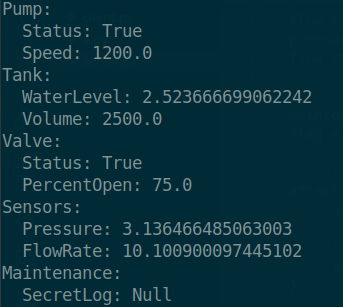 Pump:
  Status: True
  Speed: 1200.0
Tank:
  WaterLevel: 2.523666699062242
  Volume: 2500.0
Valve:
  Status: True
  PercentOpen: 75.0
Sensors:
  Pressure: 3.136466485063003
  FlowRate: 10.100900097445102
Maintenance:
  SecretLog: Null